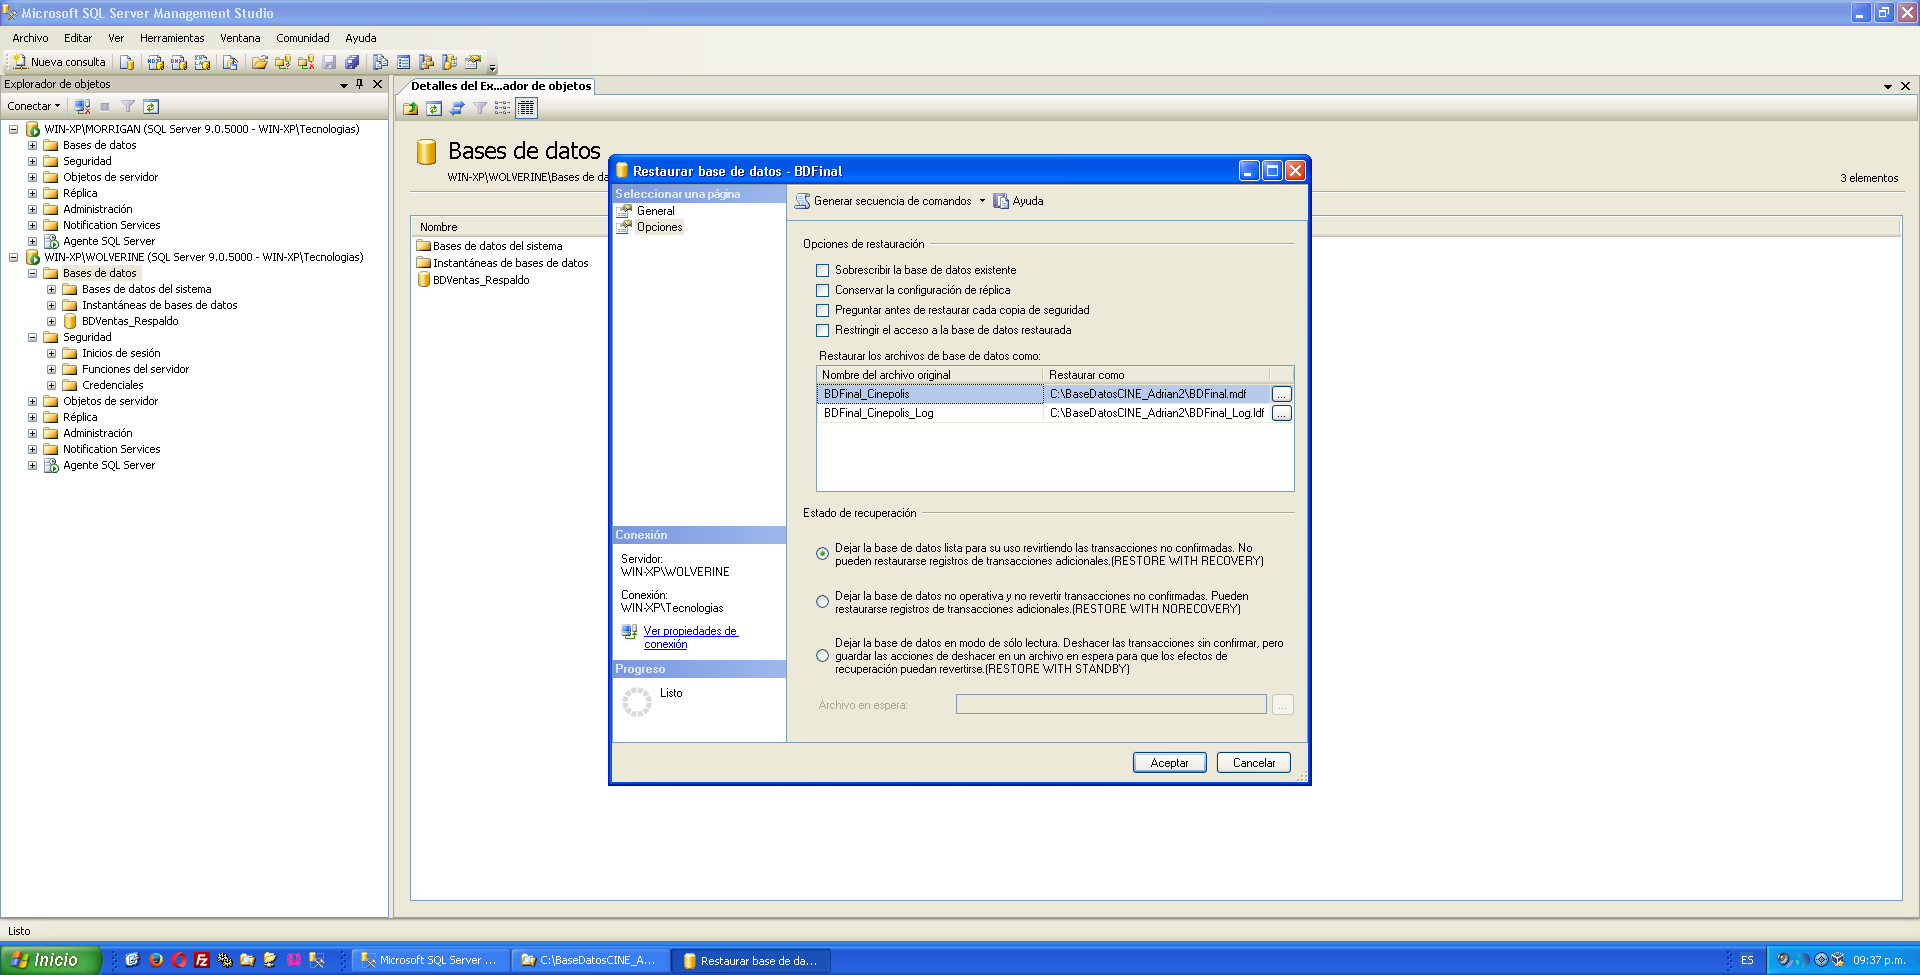 Microsoft SQL Server Management Studio
Archivo Editar Ver Herramientas Ventana Comunidad Ayuda
Nueva consulta
Explorador de objetos
Conectar
WIN-XP\MORRIGAN (SQL Server 9.0.5000 - WIN-XP\Tecnologias)
Bases de datos
Seguridad
Objetos de servidor
Réplica
Administración
Notification Services
Agente SQL Server
WIN-XP\WOLVERINE (SQL Server 9.0.5000 - WIN-XP\Tecnologias)
Bases de datos
Bases de datos del sistema
Instantáneas de bases de datos
BDVentas_Respaldo
Seguridad
Inicios de sesión
Funciones del servidor
Credenciales
Objetos de servidor
Réplica
Administración
Notification Services
Agente SQL Server
Detalles del Ex...ador de objetos
Bases de datos
WIN-XP\WOLVERINE\Bases de da
3 elementos
Nombre
Bases de datos del sistema
Instantáneas de bases de datos
BDVentas_Respaldo
Restaurar base de datos - BDFinal
Seleccionar una página
General
Opciones
Conexión
Servidor:
WIN-XP\WOLVERINE
Conexión:
WIN-XP\Tecnologias
Ver propiedades de
conexión
Progreso
Listo
Generar secuencia de comandos Ayuda
Opciones de restauración
Sobrescribir la base de datos existente
Conservar la configuración de réplica
Preguntar antes de restaurar cada copia de seguridad
Restringir el acceso a la base de datos restaurada
Restaurar los archivos de base de datos como:
Nombre del archivo original Restaurar como
BDFinal_Cinepolis C:\BaseDatosCINE_Adrian2\BDFinal.mdf ...
BDFinal_Cinepolis_Log C:\BaseDatosCINE_Adrian2\BDFinal_Log.ldf ...
Estado de recuperación
Dejar la base de datos lista para su uso revirtiendo las transacciones no confirmadas. No
pueden restaurarse registros de transacciones adicionales.(RESTORE WITH RECOVERY)
Dejar la base de datos no operativa y no revertir transacciones no confirmadas. Pueden
restaurarse registros de transacciones adicionales.(RESTORE WITH NORECOVERY)
Dejar la base de datos en modo de sólo lectura. Deshacer las transacciones sin confirmar, pero
guardar las acciones de deshacer en un archivo en espera para que los efectos de
recuperación puedan revertirse.(RESTORE WITH STANDBY)
Archivo en espera: ...
Aceptar Cancelar
Listo
Inicio
Microsoft SQL Server ...
C:\BaseDatosCINE_A...
Restaurar base de da...
ES
09:37 p.m.